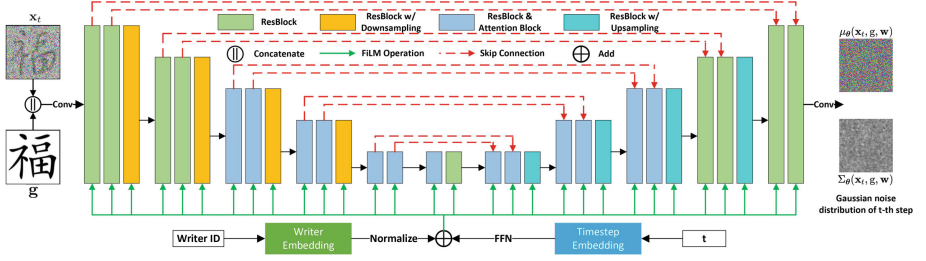 x_t
ResBlock
ResBlock w/
Downsampling
ResBlock &
Attention Block
ResBlock w/
Upsampling
Concatenate
FiLM Operation
Skip Connection
Add
福
Conv
福
g
Conv
μ_θ(x_t, g, w)
Σ_θ(x_t, g, w)
Gaussian noise
distribution of t-th step
Writer ID
Writer
Embedding
Normalize
FFN
Timestep
Embedding
t